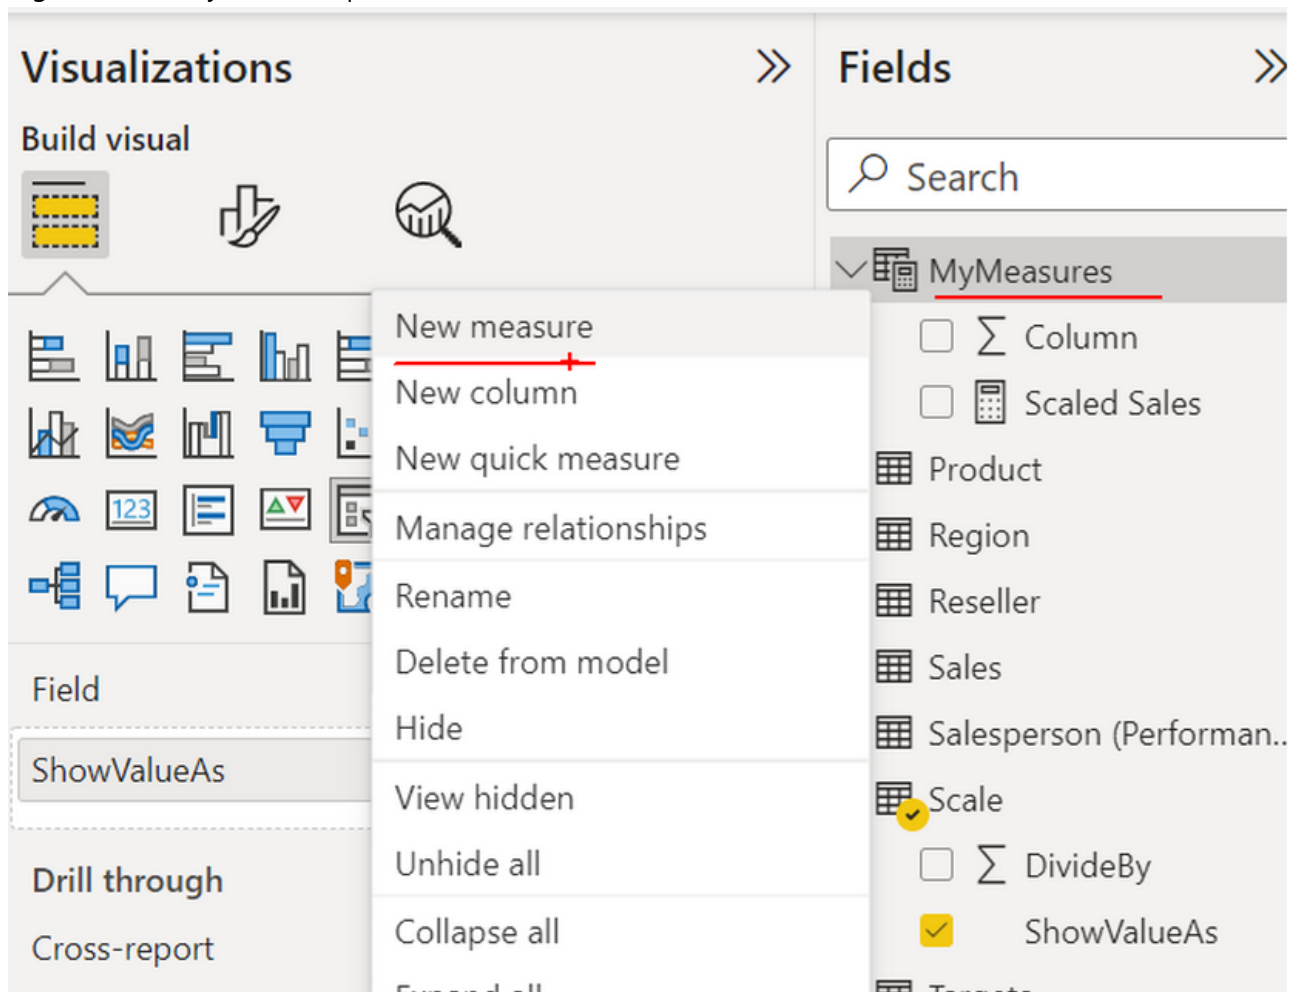 Visualizations
Build visual
Field
ShowValueAs
Drill through
Cross-report
123
New measure
New column
New quick measure
Manage relationships
Rename
Delete from model
Hide
View hidden
Unhide all
Collapse all
Fields
Search
MyMeasures
Column
Scaled Sales
Product
Region
Reseller
Sales
Salesperson (Performan..
Scale
DivideBy
ShowValueAs